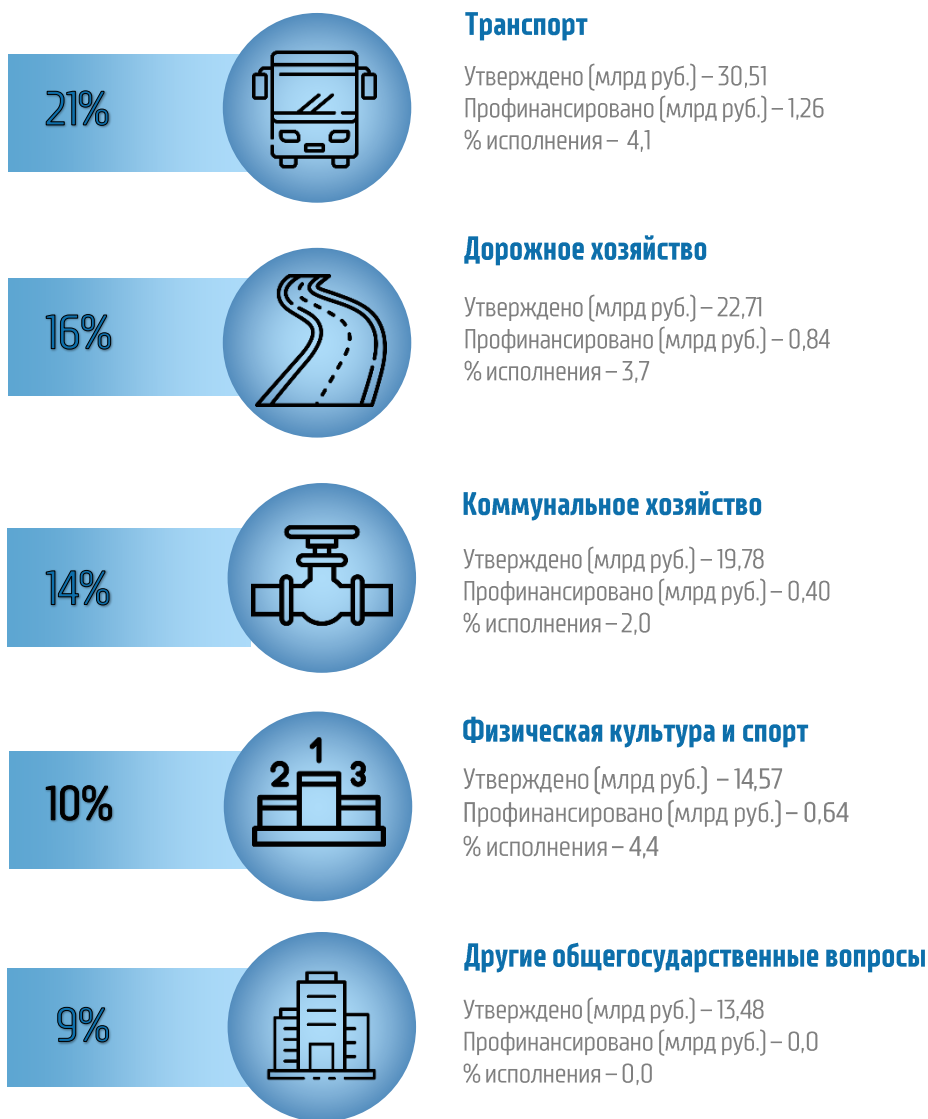 Транспорт
21%
Утверждено (млрд руб.) – 30,51
Профинансировано (млрд руб.) – 1,26
% исполнения – 4,1
Дорожное хозяйство
16%
Утверждено (млрд руб.) – 22,71
Профинансировано (млрд руб.) – 0,84
% исполнения – 3,7
Коммунальное хозяйство
14%
Утверждено (млрд руб.) – 19,78
Профинансировано (млрд руб.) – 0,40
% исполнения – 2,0
Физическая культура и спорт
10%
1
2 3
Утверждено (млрд руб.) – 14,57
Профинансировано (млрд руб.) – 0,64
% исполнения – 4,4
Другие общегосударственные вопросы
9%
Утверждено (млрд руб.) – 13,48
Профинансировано (млрд руб.) – 0,0
% исполнения – 0,0